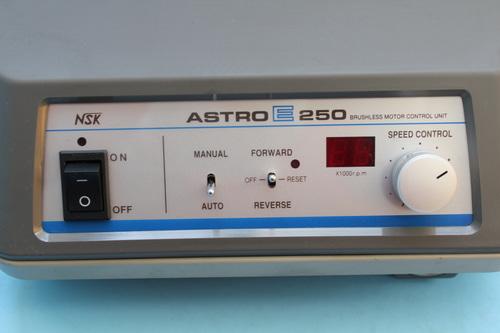 NSK
ASTRO E 250 BRUSHLESS MOTOR CONTROL UNIT
ON
OFF
MANUAL
AUTO
FORWARD
OFF RESET
REVERSE
X1000r.p.m
SPEED CONTROL